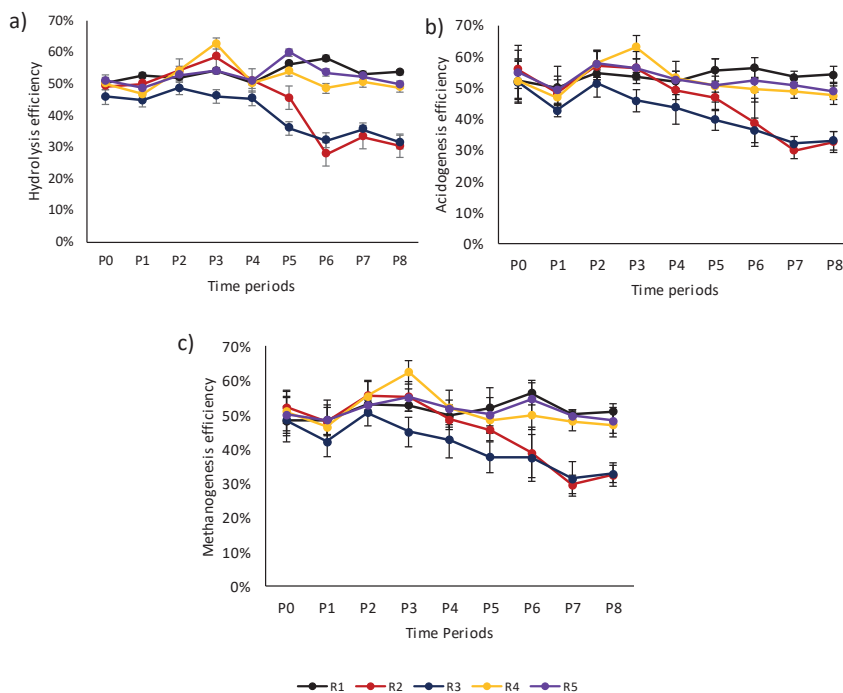 a)
70%
60%
50%
40%
30%
20%
10%
0%
Hydrolysis efficiency
P0 P1 P2 P3 P4 P5 P6 P7 P8
Time periods
b)
70%
60%
50%
40%
30%
20%
10%
0%
Acidogenesis efficiency
P0 P1 P2 P3 P4 P5 P6 P7 P8
Time periods
c)
70%
60%
50%
40%
30%
20%
10%
0%
Methanogenesis efficiency
P0 P1 P2 P3 P4 P5 P6 P7 P8
Time Periods
R1 R2 R3 R4 R5